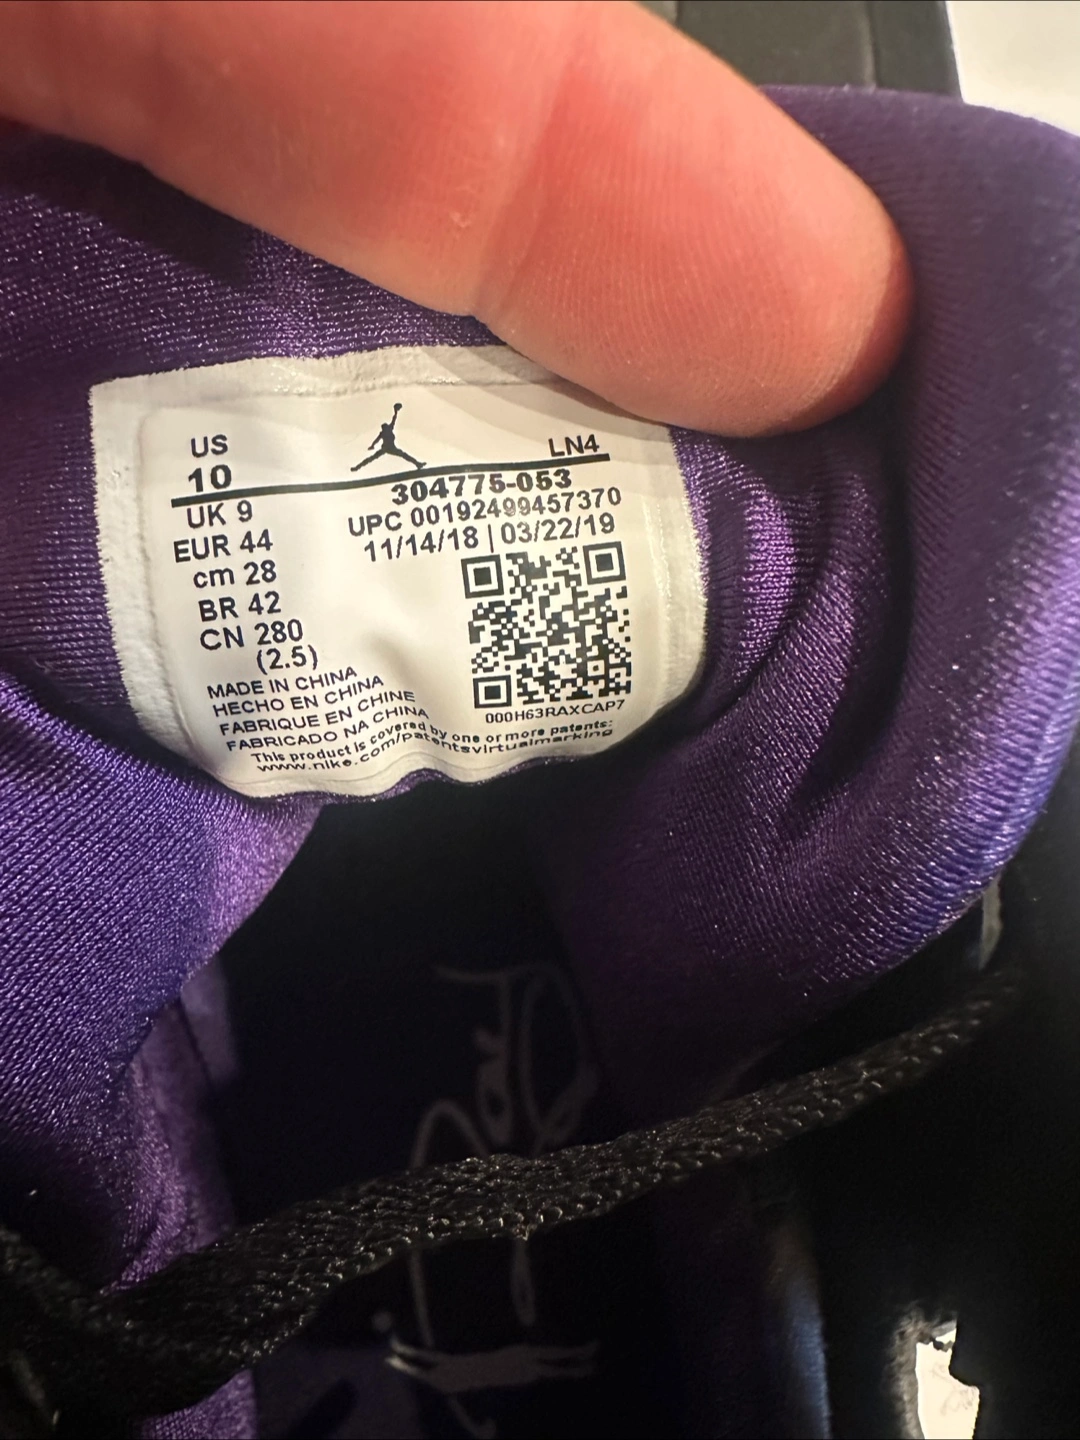 US
10
LN4
304775-053
UPC 00192499457370
11/14/18 | 03/22/19
UK 9
EUR 44
cm 28
BR 42
CN 280
(2.5)
MADE IN CHINA
HECHO EN CHINA
FABRIQUE EN CHINE
FABRICADO NA CHINA
000H63RAXCAP7
This product is covered by one or more patents:
www.nike.com/patentsvirtualmarking